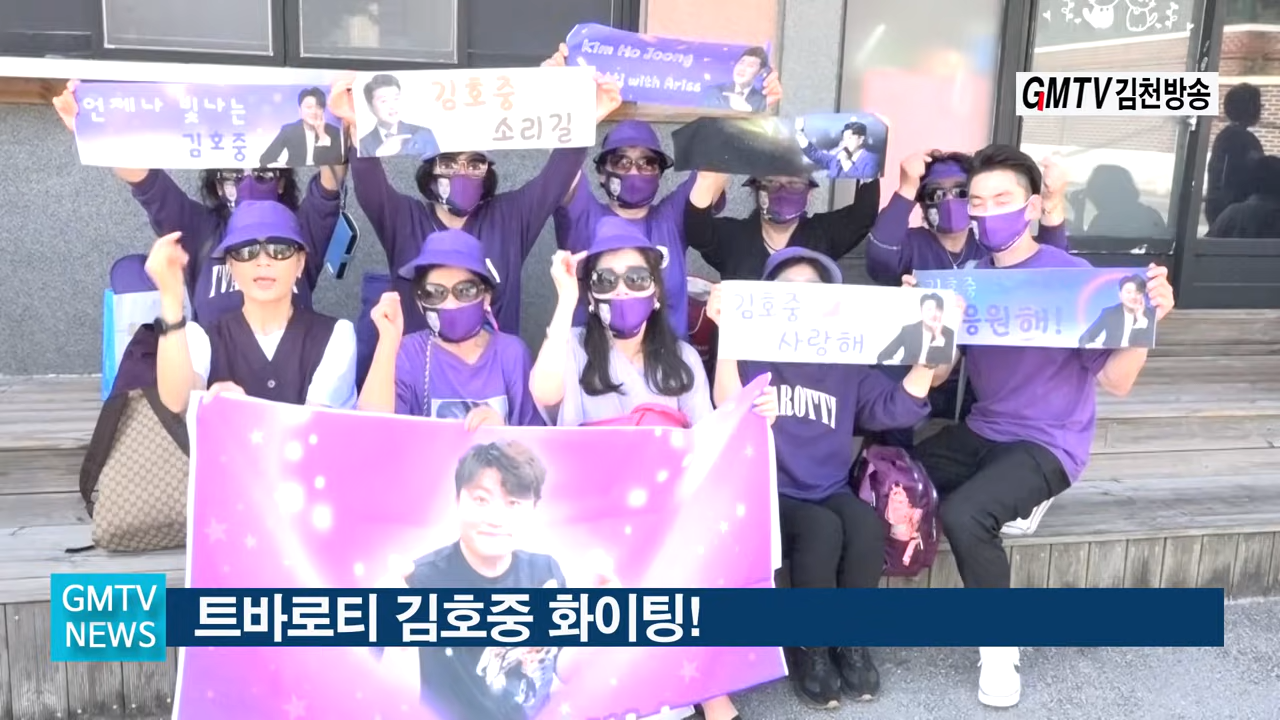 Kim Ho Joong
with Ariss
언제나 빛나는
김호중
김호중
소리길
GMTV김천방송
김호중
사랑해
김호중
응원해!
AROTTI
GMTV
NEWS
트바로티 김호중 화이팅!